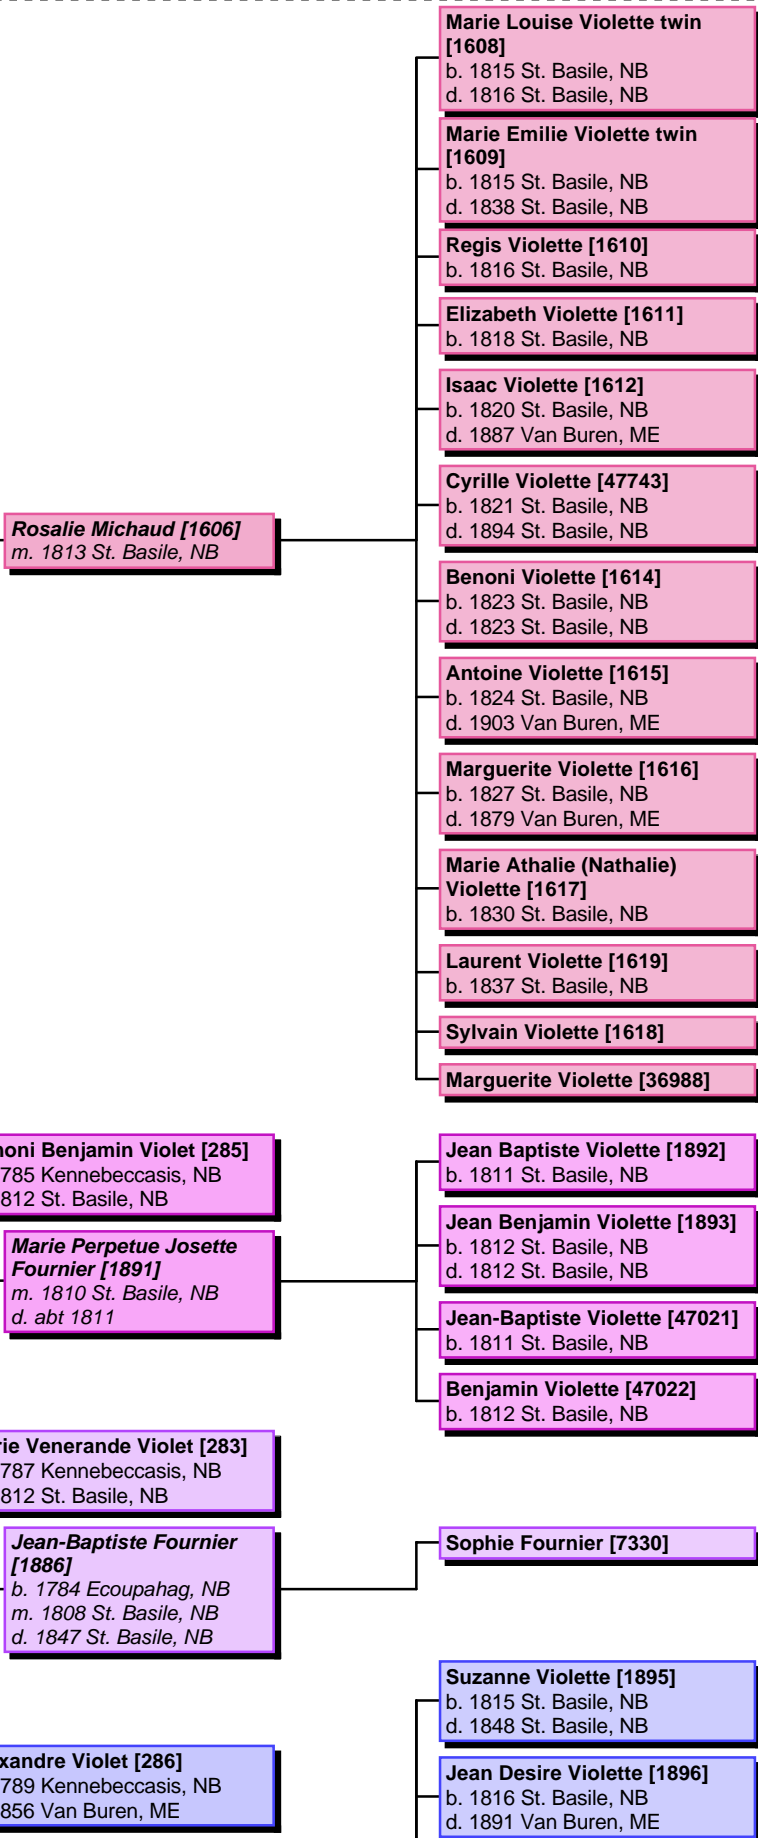 Marie Louise Violette twin
[1608]
b. 1815 St. Basile, NB
d. 1816 St. Basile, NB
Marie Emilie Violette twin
[1609]
b. 1815 St. Basile, NB
d. 1838 St. Basile, NB
Regis Violette [1610]
b. 1816 St. Basile, NB
Elizabeth Violette [1611]
b. 1818 St. Basile, NB
Isaac Violette [1612]
b. 1820 St. Basile, NB
d. 1887 Van Buren, ME
Cyrille Violette [47743]
b. 1821 St. Basile, NB
d. 1894 St. Basile, NB
Rosalie Michaud [1606]
m. 1813 St. Basile, NB
Benoni Violette [1614]
b. 1823 St. Basile, NB
d. 1823 St. Basile, NB
Antoine Violette [1615]
b. 1824 St. Basile, NB
d. 1903 Van Buren, ME
Marguerite Violette [1616]
b. 1827 St. Basile, NB
d. 1879 Van Buren, ME
Marie Athalie (Nathalie)
Violette [1617]
b. 1830 St. Basile, NB
Laurent Violette [1619]
b. 1837 St. Basile, NB
Sylvain Violette [1618]
Marguerite Violette [36988]
noni Benjamin Violet [285]
785 Kennebeccasis, NB
812 St. Basile, NB
Jean Baptiste Violette [1892]
b. 1811 St. Basile, NB
Jean Benjamin Violette [1893]
b. 1812 St. Basile, NB
d. 1812 St. Basile, NB
Marie Perpetue Josette
Fournier [1891]
m. 1810 St. Basile, NB
d. abt 1811
Jean-Baptiste Violette [47021]
b. 1811 St. Basile, NB
Benjamin Violette [47022]
b. 1812 St. Basile, NB
rie Venerande Violet [283]
787 Kennebeccasis, NB
812 St. Basile, NB
Jean-Baptiste Fournier
[1886]
b. 1784 Ecoupahag, NB
m. 1808 St. Basile, NB
d. 1847 St. Basile, NB
Sophie Fournier [7330]
Suzanne Violette [1895]
b. 1815 St. Basile, NB
d. 1848 St. Basile, NB
xandre Violet [286]
789 Kennebeccasis, NB
856 Van Buren, ME
Jean Desire Violette [1896]
b. 1816 St. Basile, NB
d. 1891 Van Buren, ME